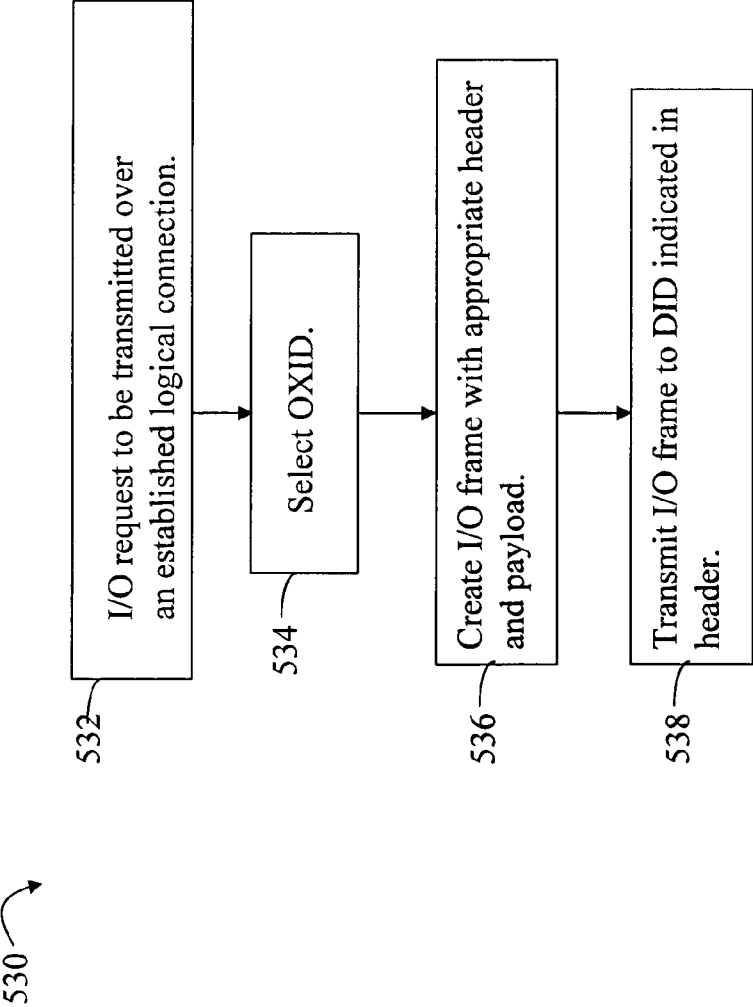 530
532
I/O request to be transmitted over
an established logical connection.
534
Select OXID.
536
Create I/O frame with appropriate header
and payload.
538
Transmit I/O frame to DID indicated in
header.